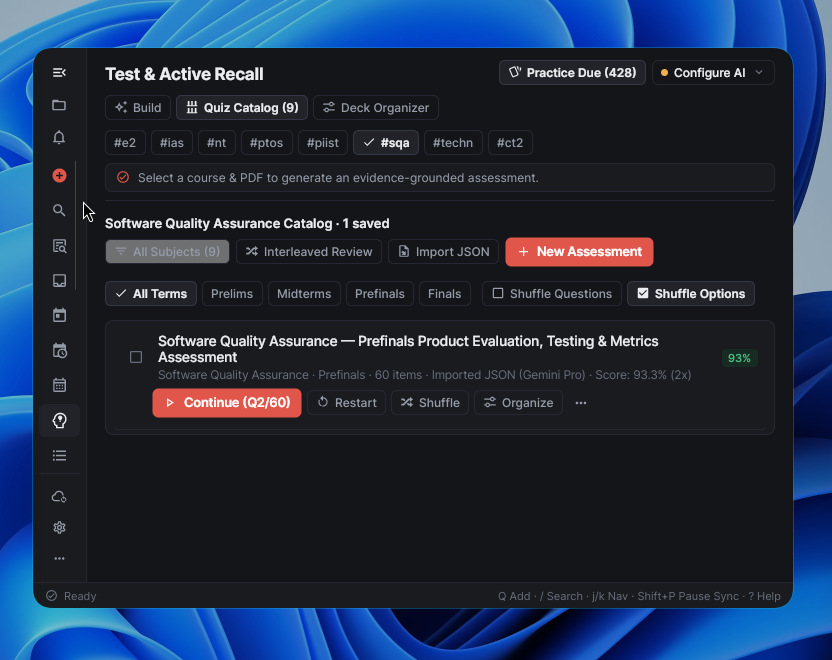 Test & Active Recall
Practice Due (428)
Configure AI
Build
Quiz Catalog (9)
Deck Organizer
#e2
#ias
#nt
#ptos
#piist
#sqa
#techn
#ct2
Select a course & PDF to generate an evidence-grounded assessment.
Software Quality Assurance Catalog · 1 saved
All Subjects (9)
Interleaved Review
Import JSON
+ New Assessment
All Terms
Prelims
Midterms
Prefinals
Finals
Shuffle Questions
Shuffle Options
Software Quality Assurance — Prefinals Product Evaluation, Testing & Metrics
Assessment
93%
Software Quality Assurance · Prefinals · 60 items · Imported JSON (Gemini Pro) · Score: 93.3% (2x)
Continue (Q2/60)
Restart
Shuffle
Organize
···
Ready
Q Add · / Search · j/k Nav · Shift+P Pause Sync · ? Help